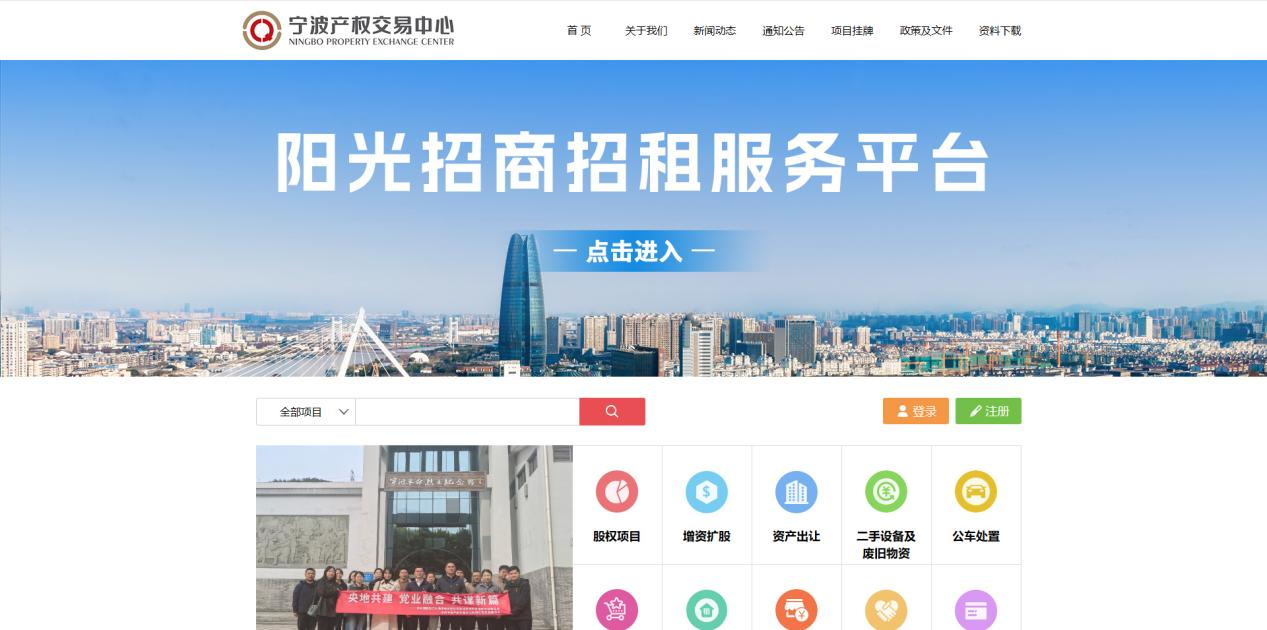 宁波产权交易中心
NINGBO PROPERTY EXCHANGE CENTER
首 页
关于我们
新闻动态
通知公告
项目挂牌
政策及文件
资料下载
阳光招商招租服务平台
— 点击进入 —
全部项目
登录
注册
央地共建 党业融合 共谋新篇
股权项目
增资扩股
资产出让
二手设备及
废旧物资
公车处置